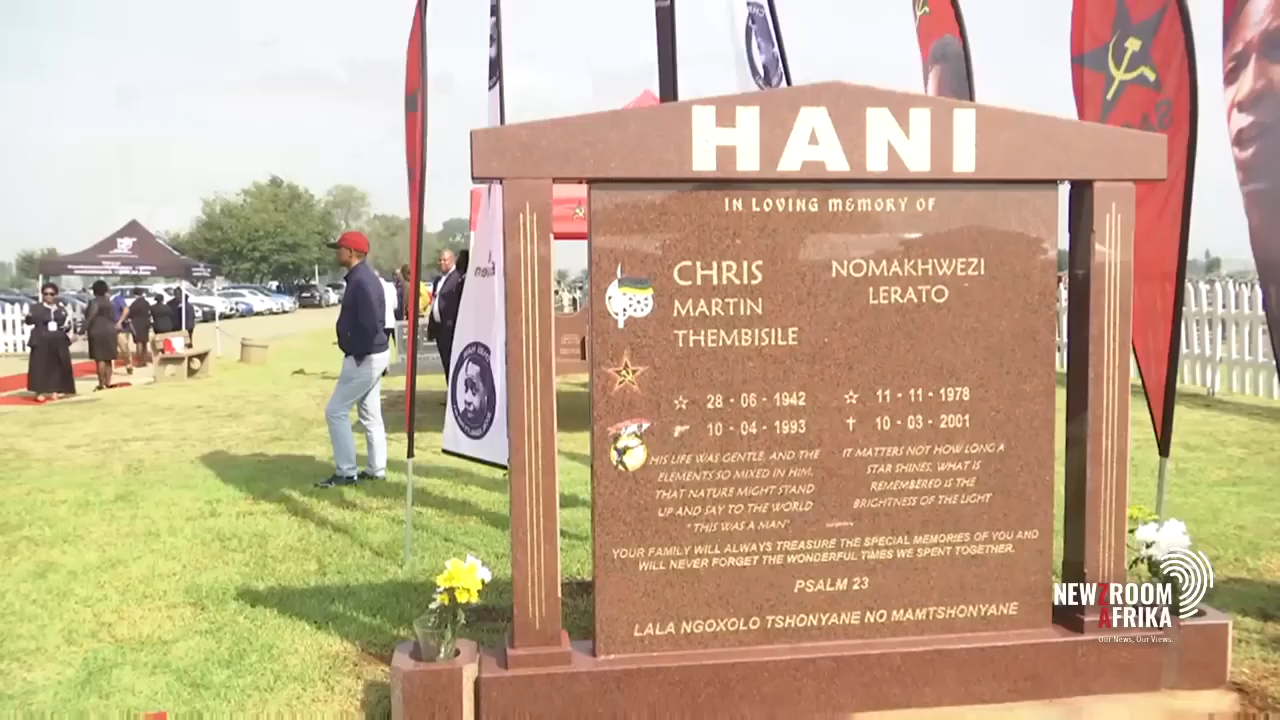 HANI
IN LOVING MEMORY OF
CHRIS
MARTIN
THEMBISILE
NOMAKHWEZI
LERATO
28 - 06 - 1942
10 - 04 - 1993
11 - 11 - 1978
10 - 03 - 2001
HIS LIFE WAS GENTLE, AND THE
ELEMENTS SO MIXED IN HIM,
THAT NATURE MIGHT STAND
UP AND SAY TO THE WORLD
"THIS WAS A MAN"
IT MATTERS NOT HOW LONG A
STAR SHINES, WHAT IS
REMEMBERED IS THE
BRIGHTNESS OF THE LIGHT
YOUR FAMILY WILL ALWAYS TREASURE THE SPECIAL MEMORIES OF YOU AND
WILL NEVER FORGET THE WONDERFUL TIMES WE SPENT TOGETHER.
PSALM 23
LALA NGOXOLO TSHONYANE NO MAMTSHONYANE
NEWZROOM
AFRIKA
Our News, Our Views.